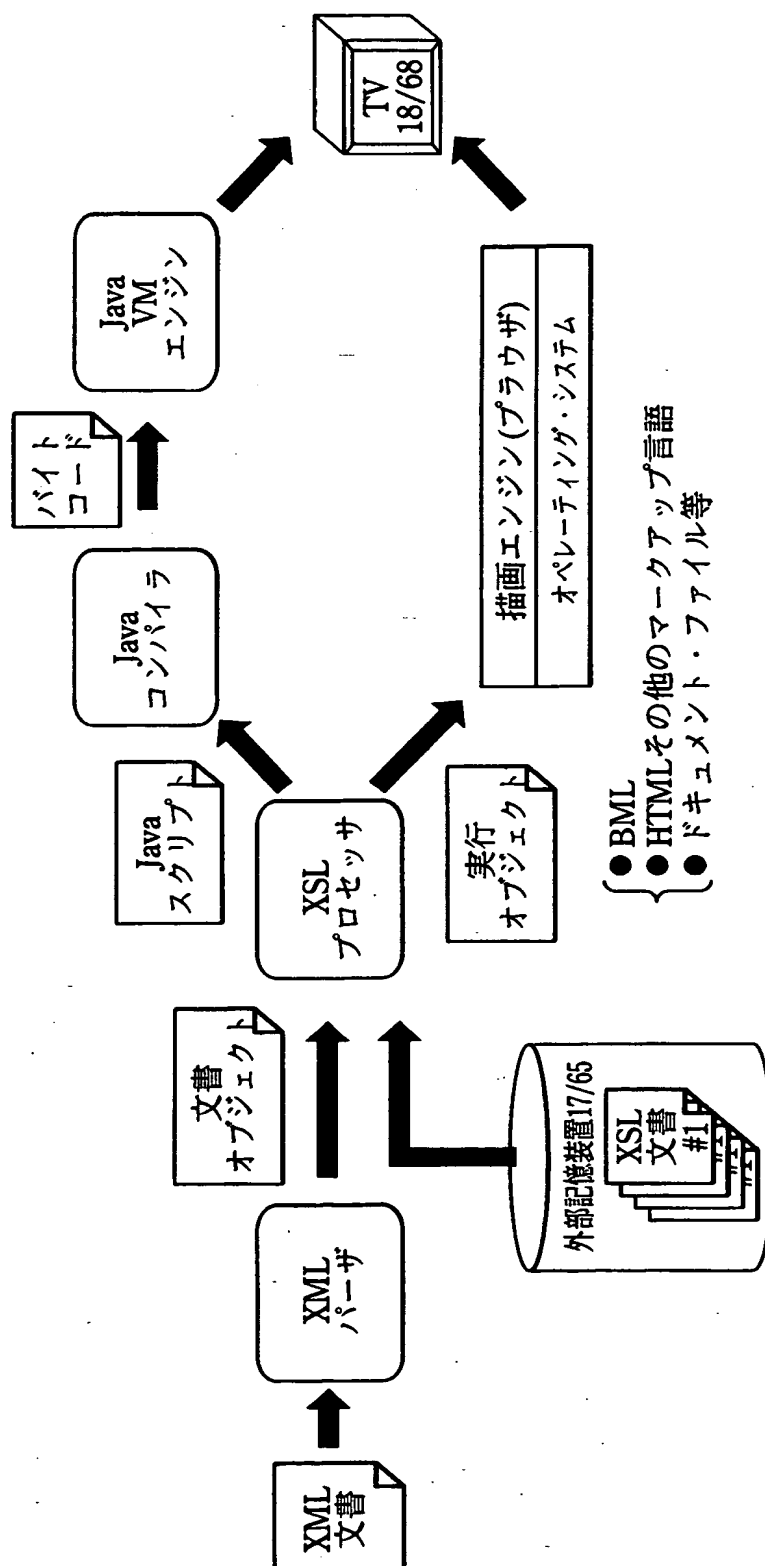 XML
文書
XML
パーザ
文書
オブジェクト
外部記憶装置17/65
XSL
文書
#1
#1
#1
#1
XSL
プロセッサ
Java
スクリプト
Java
コンパイラ
バイト
コード
Java
VM
エンジン
実行
オブジェクト
● BML
● HTMLその他のマークアップ言語
● ドキュメント・ファイル等
描画エンジン(ブラウザ)
オペレーティング・システム
TV
18/68